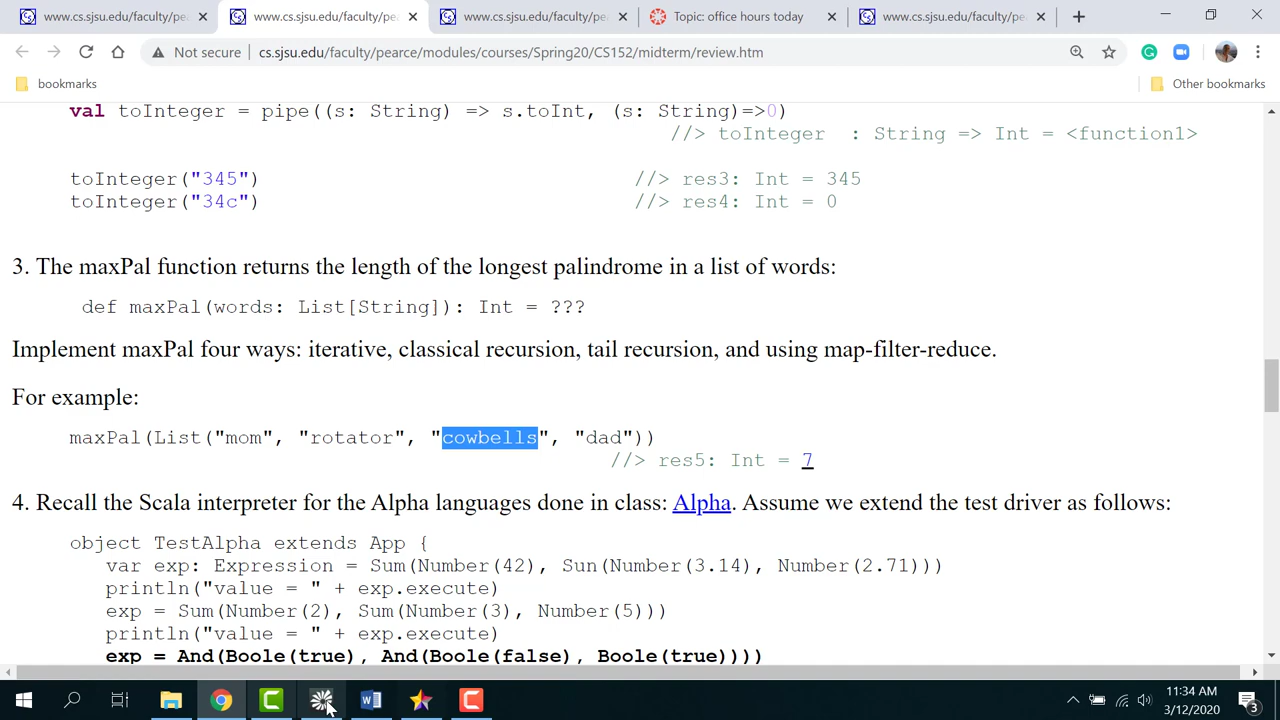 www.cs.sjsu.edu/faculty/pe
www.cs.sjsu.edu/faculty/pearce/
www.cs.sjsu.edu/faculty/pe
Topic: office hours today
www.cs.sjsu.edu/faculty/pe
Not secure
cs.sjsu.edu/faculty/pearce/modules/courses/Spring20/CS152/midterm/review.htm
bookmarks
Other bookmarks
val toInteger = pipe((s: String) => s.toInt, (s: String)=>0)
//> toInteger : String => Int = <function1>
toInteger("345") //> res3: Int = 345
toInteger("34c") //> res4: Int = 0
3. The maxPal function returns the length of the longest palindrome in a list of words:
def maxPal(words: List[String]): Int = ???
Implement maxPal four ways: iterative, classical recursion, tail recursion, and using map-filter-reduce.
For example:
maxPal(List("mom", "rotator", "cowbells", "dad"))
//> res5: Int = 7
4. Recall the Scala interpreter for the Alpha languages done in class: Alpha. Assume we extend the test driver as follows:
object TestAlpha extends App {
var exp: Expression = Sum(Number(42), Sun(Number(3.14), Number(2.71)))
println("value = " + exp.execute)
exp = Sum(Number(2), Sum(Number(3), Number(5)))
println("value = " + exp.execute)
exp = And(Boole(true), And(Boole(false), Boole(true))))
11:34 AM
3/12/2020
3